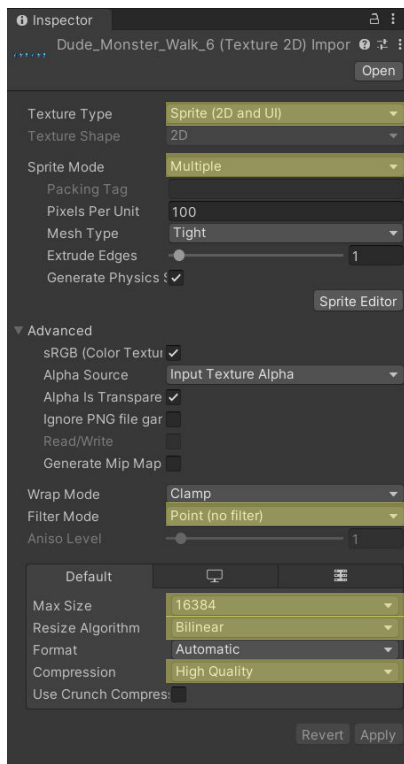 Inspector
Dude_Monster_Walk_6 (Texture 2D) Impor
Open
Texture Type Sprite (2D and UI)
Texture Shape 2D
Sprite Mode Multiple
Packing Tag
Pixels Per Unit 100
Mesh Type Tight
Extrude Edges 1
Generate Physics S
Sprite Editor
Advanced
sRGB (Color Textur
Alpha Source Input Texture Alpha
Alpha Is Transpare
Ignore PNG file gar
Read/Write
Generate Mip Map
Wrap Mode Clamp
Filter Mode Point (no filter)
Aniso Level 1
Default
Max Size 16384
Resize Algorithm Bilinear
Format Automatic
Compression High Quality
Use Crunch Compres
Revert Apply